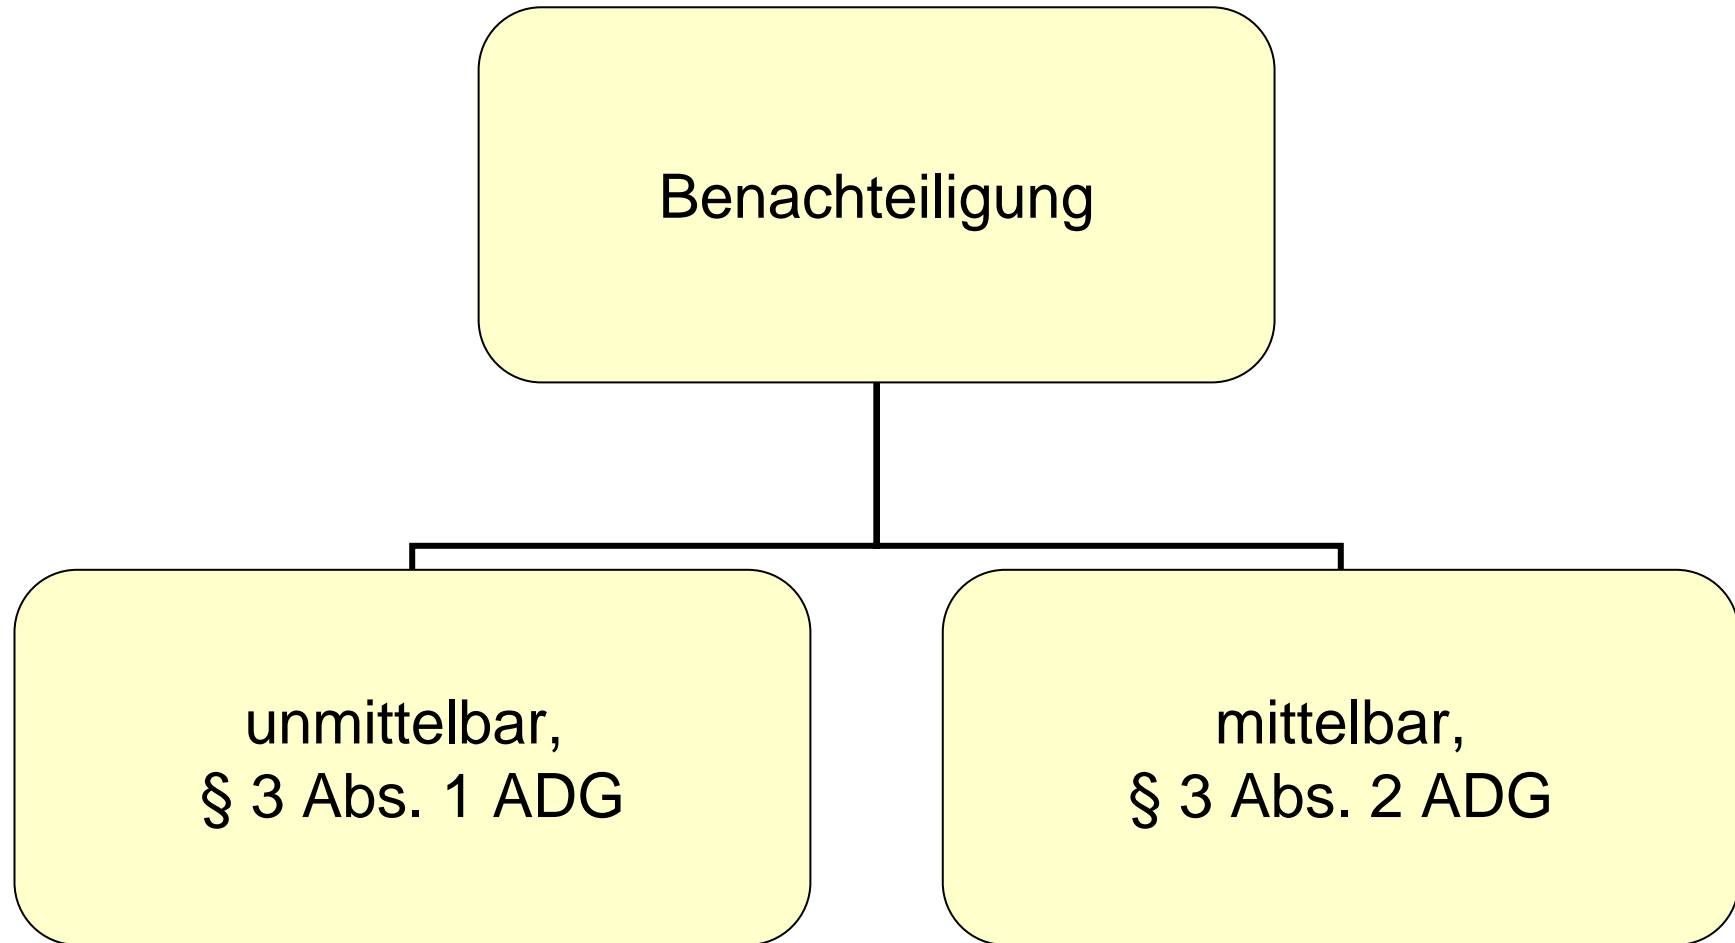 Benachteiligung
unmittelbar,
§ 3 Abs. 1 ADG
mittelbar,
§ 3 Abs. 2 ADG